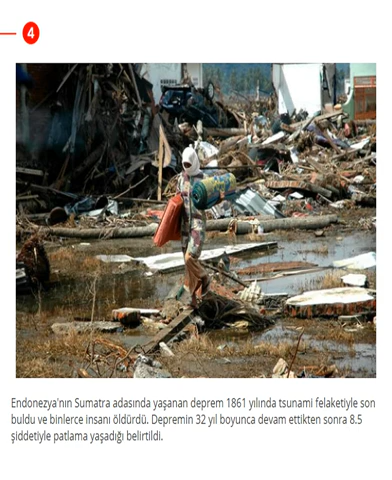 4
Endonezya'nın Sumatra adasında yaşanan deprem 1861 yılında tsunami felaketiyle son
buldu ve binlerce insanı öldürdü. Depremin 32 yıl boyunca devam ettikten sonra 8.5
şiddetiyle patlama yaşadığı belirtildi.